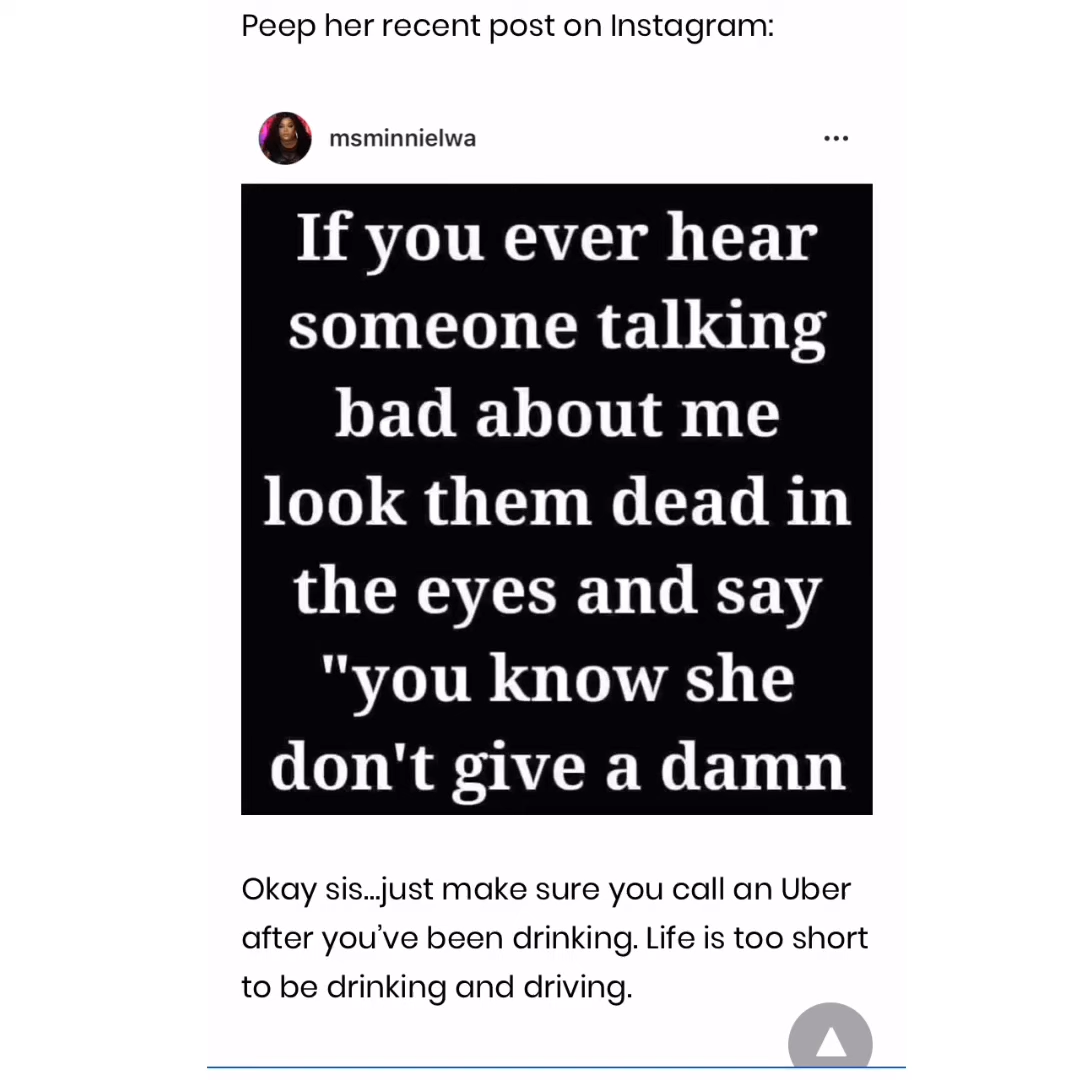 Peep her recent post on Instagram:
msminnielwa
If you ever hear
someone talking
bad about me
look them dead in
the eyes and say
"you know she
don't give a damn
Okay sis...just make sure you call an Uber
after you've been drinking. Life is too short
to be drinking and driving.